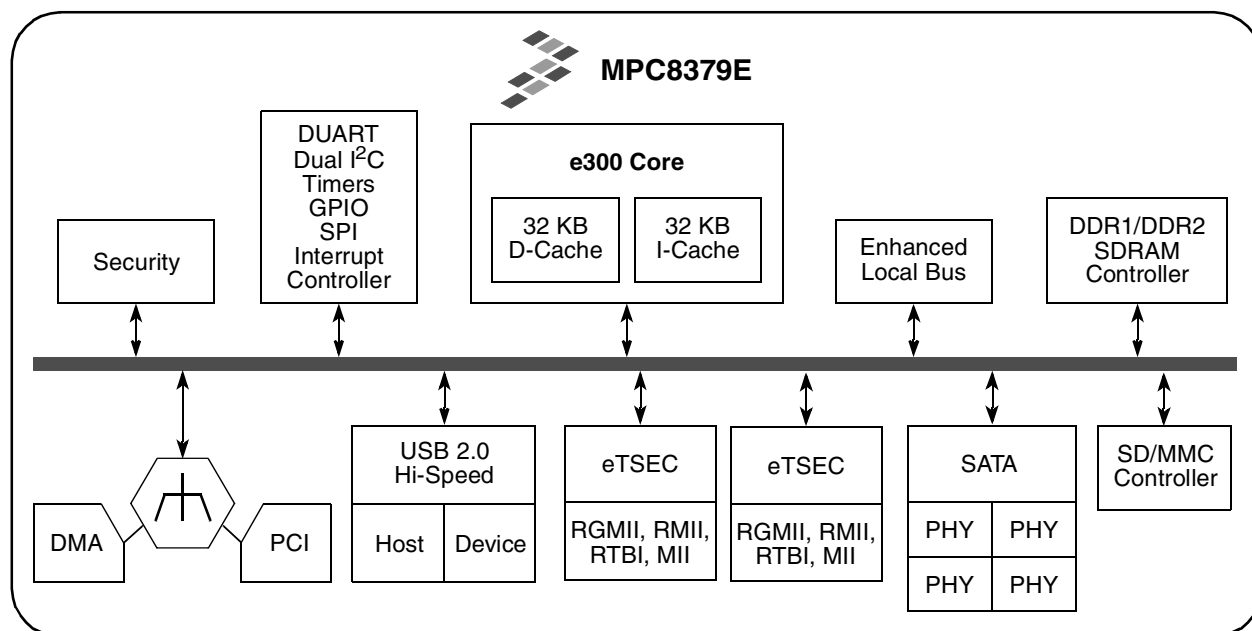 MPC8379E
DUART
Dual I²C
Timers
GPIO
SPI
Interrupt
Controller
e300 Core
32 KB
D-Cache
32 KB
I-Cache
Security
Enhanced
Local Bus
DDR1/DDR2
SDRAM
Controller
DMA
PCI
USB 2.0
Hi-Speed
Host
Device
eTSEC
RGMII, RMII,
RTBI, MII
eTSEC
RGMII, RMII,
RTBI, MII
SATA
PHY
PHY
PHY
PHY
SD/MMC
Controller